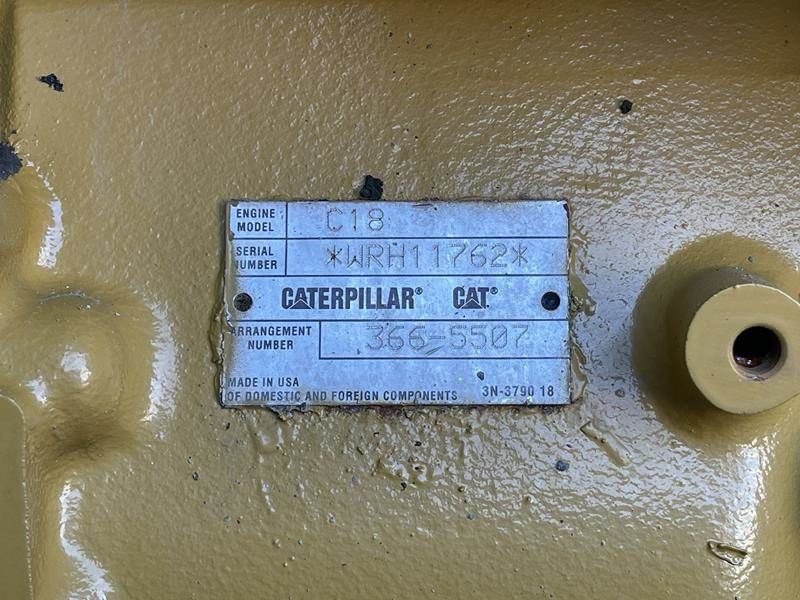 ENGINE MODEL C18
SERIAL NUMBER *WRH11762*
CATERPILLAR® CAT®
ARRANGEMENT NUMBER 366-5507
MADE IN USA
OF DOMESTIC AND FOREIGN COMPONENTS 3N-3790 18